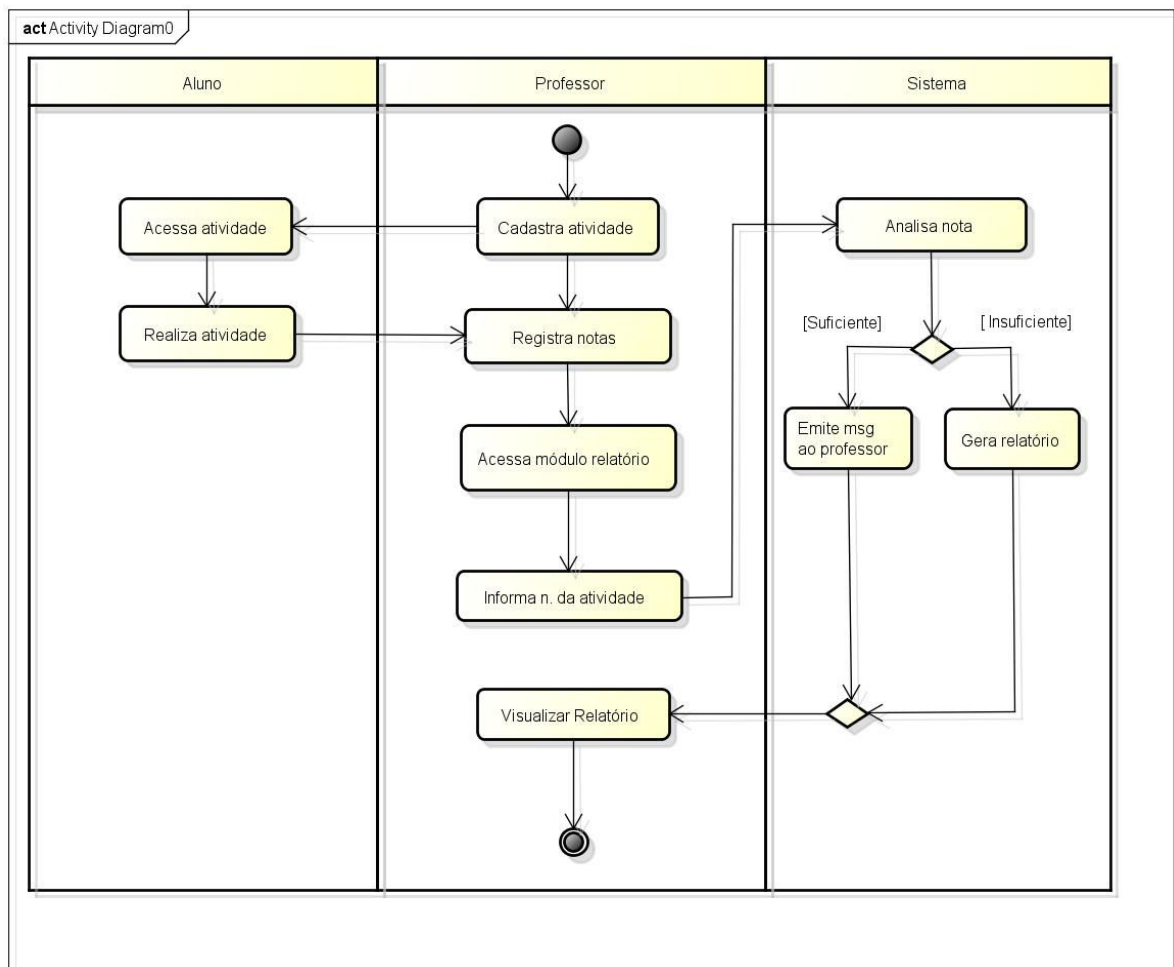 act Activity Diagram0
Aluno
Professor
Sistema
Acessa atividade
Cadastra atividade
Analisa nota
Realiza atividade
Registra notas
[Suficiente]
[ Insuficiente]
Emite msg
ao professor
Gera relatório
Acessa módulo relatório
Informa n. da atividade
Visualizar Relatório